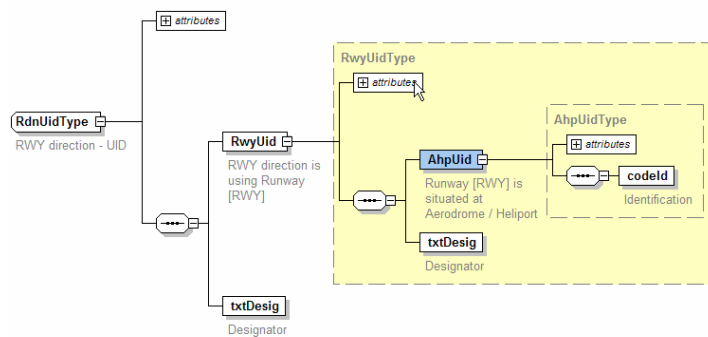 attributes
RwyUidType
attributes
AhpUidType
RdnUidType
RWY direction - UID
RwyUid
RWY direction is
using Runway
[RWY]
AhpUid
Runway [RWY] is
situated at
Aerodrome / Heliport
attributes
codeId
Identification
txtDesig
Designator
txtDesig
Designator